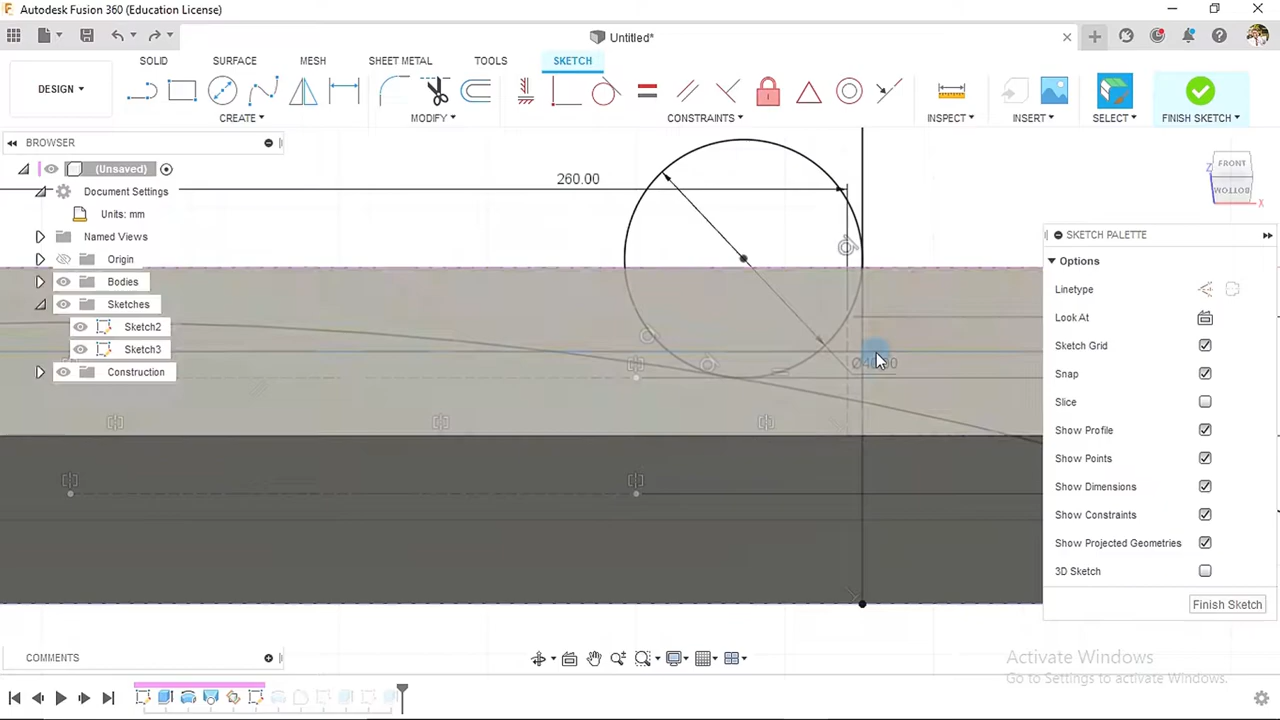 Autodesk Fusion 360 (Education License)
Untitled*
SOLID SURFACE MESH SHEET METAL TOOLS SKETCH
DESIGN
CREATE MODIFY CONSTRAINTS INSPECT INSERT SELECT FINISH SKETCH
BROWSER
(Unsaved)
Document Settings
Units: mm
Named Views
Origin
Bodies
Sketches
Sketch2
Sketch3
Construction
260.00
Ø40.00
FRONT
BOTTOM
Z
X
SKETCH PALETTE
Options
Linetype
Look At
Sketch Grid
Snap
Slice
Show Profile
Show Points
Show Dimensions
Show Constraints
Show Projected Geometries
3D Sketch
Finish Sketch
COMMENTS
Activate Windows
Go to Settings to activate Windows.